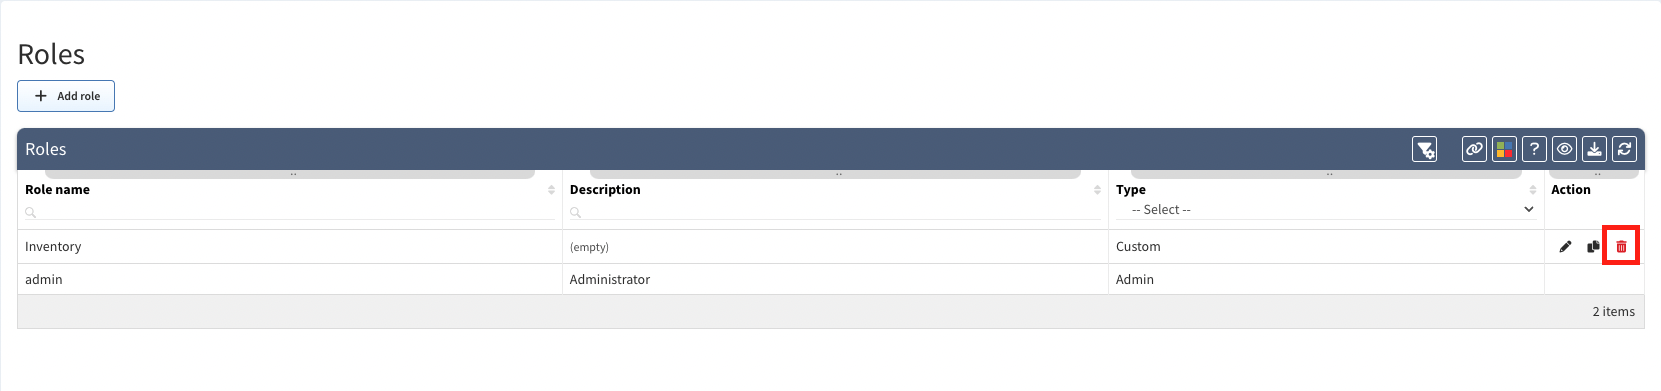 Roles
+ Add role
Roles
?
Role name Description Type Action
-- Select --
Inventory (empty) Custom
admin Administrator Admin
2 items